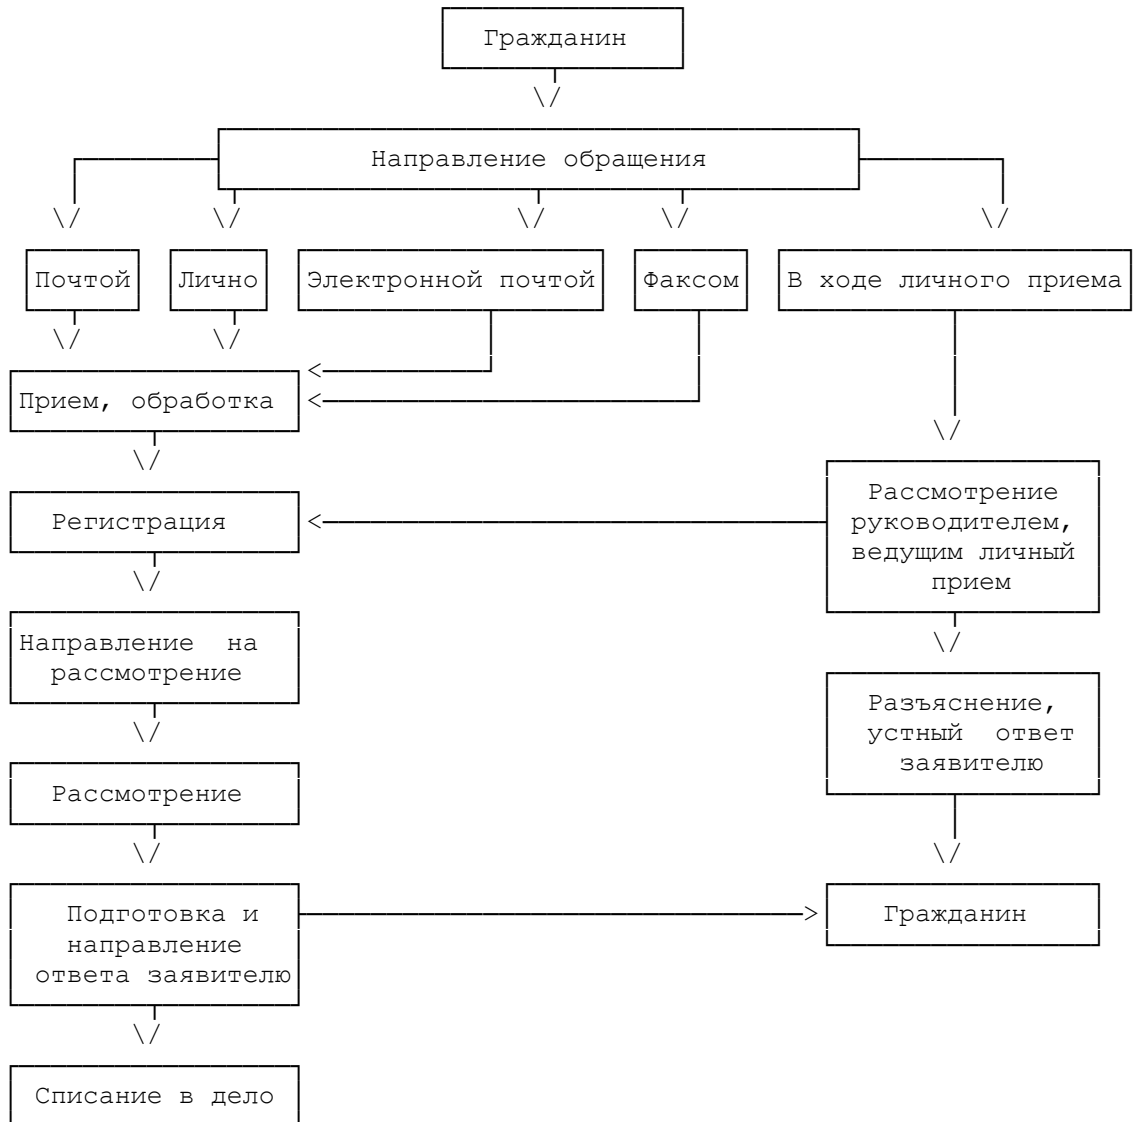 Гражданин
Направление обращения
Почтой
Лично
Электронной почтой
Факсом
В ходе личного приема
Прием, обработка
Регистрация
Рассмотрение
руководителем,
ведущим личный
прием
Направление на
рассмотрение
Разъяснение,
устный ответ
заявителю
Рассмотрение
Подготовка и
направление
ответа заявителю
Гражданин
Списание в дело